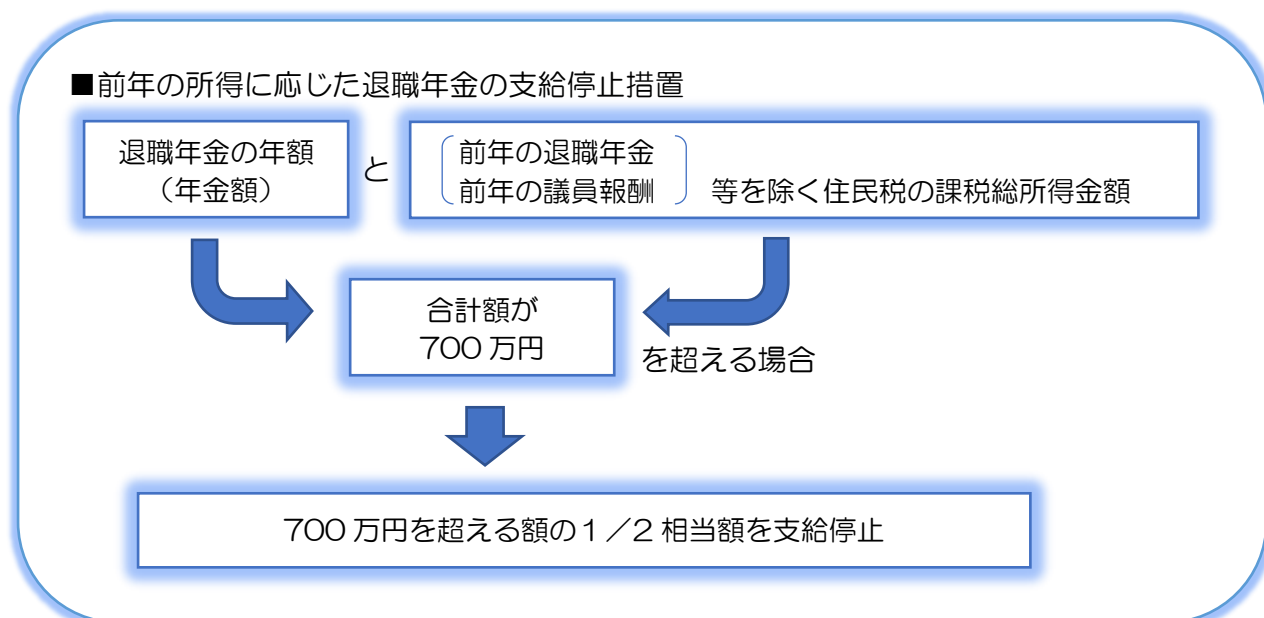 ■前年の所得に応じた退職年金の支給停止措置
退職年金の年額
（年金額）
と
前年の退職年金
前年の議員報酬
等を除く住民税の課税総所得金額
合計額が
700万円
を超える場合
700万円を超える額の1／2相当額を支給停止